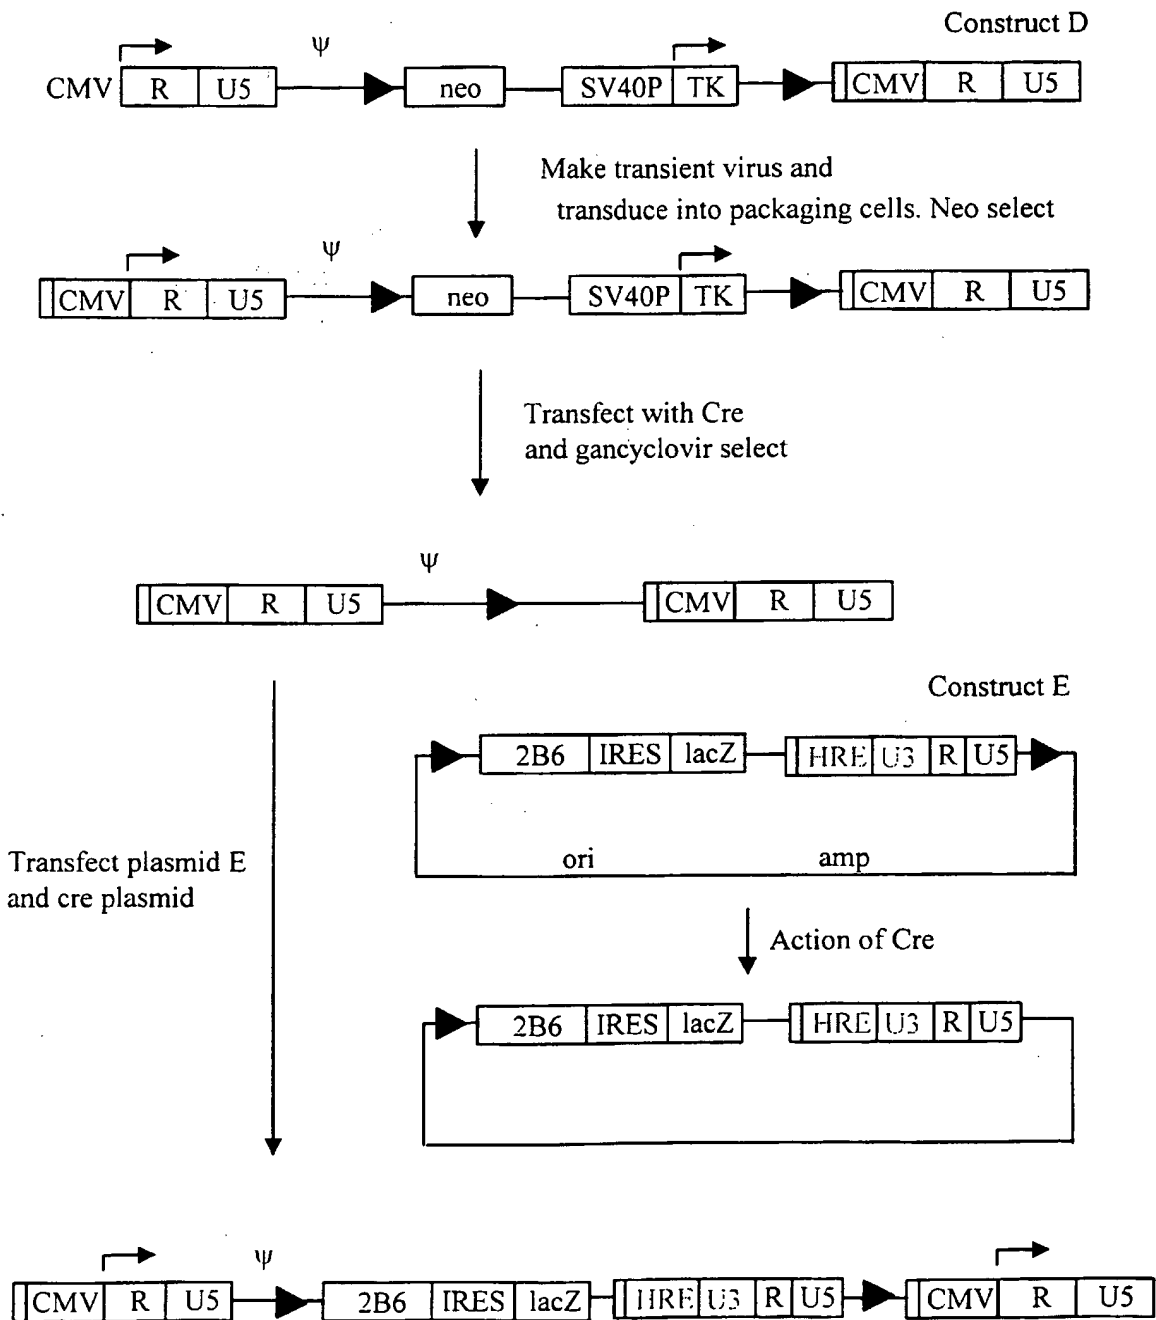 Construct D
ψ
CMV R U5 neo SV40P TK CMV R U5
Make transient virus and
transduce into packaging cells. Neo select
ψ
CMV R U5 neo SV40P TK CMV R U5
Transfect with Cre
and gancyclovir select
ψ
CMV R U5 CMV R U5
Construct E
2B6 IRES lacZ HRE U3 R U5
ori amp
Transfect plasmid E
and cre plasmid
Action of Cre
2B6 IRES lacZ HRE U3 R U5
ψ
CMV R U5 2B6 IRES lacZ HRE U3 R U5 CMV R U5